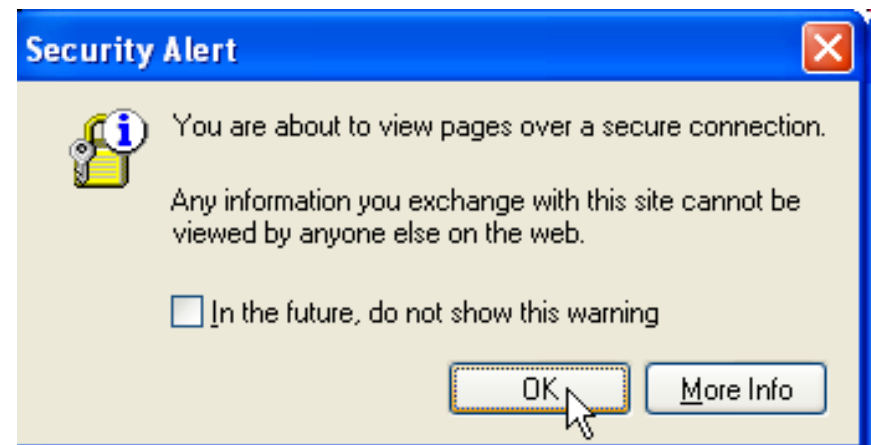 Security Alert
You are about to view pages over a secure connection.
Any information you exchange with this site cannot be
viewed by anyone else on the web.
In the future, do not show this warning
OK More Info